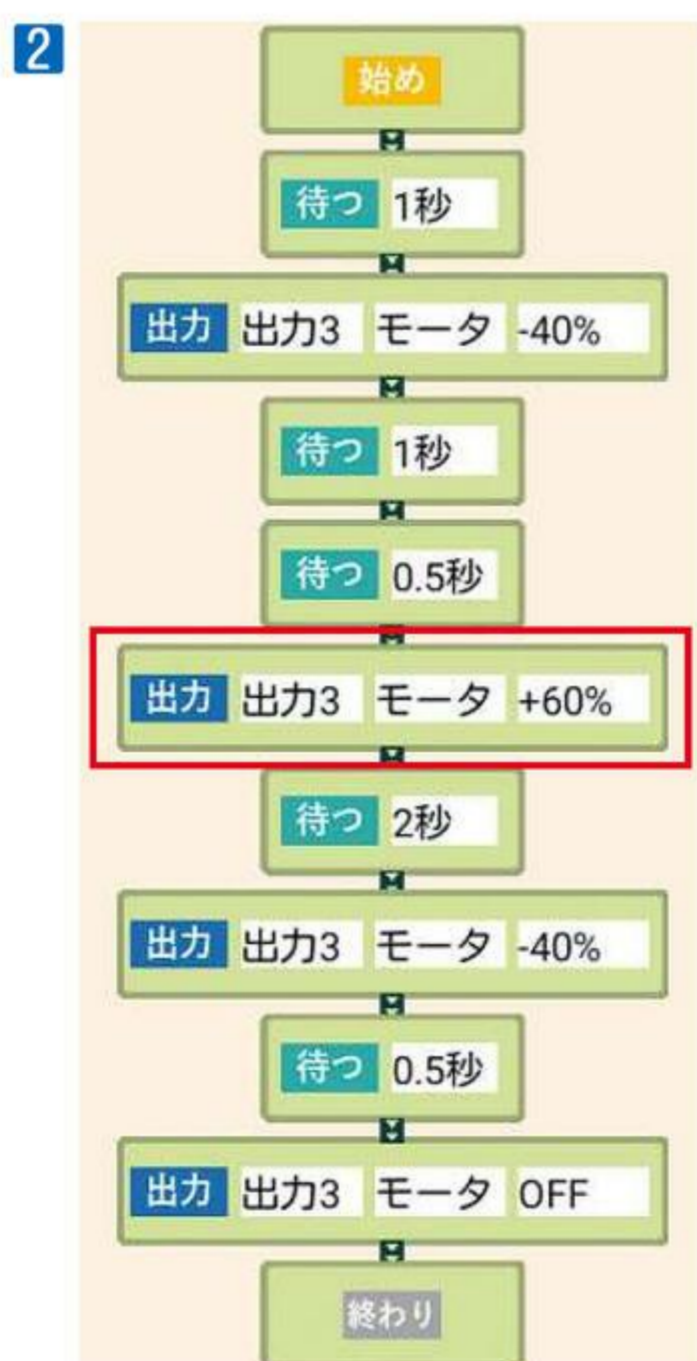 2
始め
待つ 1秒
出力 出力3 モータ -40%
待つ 1秒
待つ 0.5秒
出力 出力3 モータ +60%
待つ 2秒
出力 出力3 モータ -40%
待つ 0.5秒
出力 出力3 モータ OFF
終わり